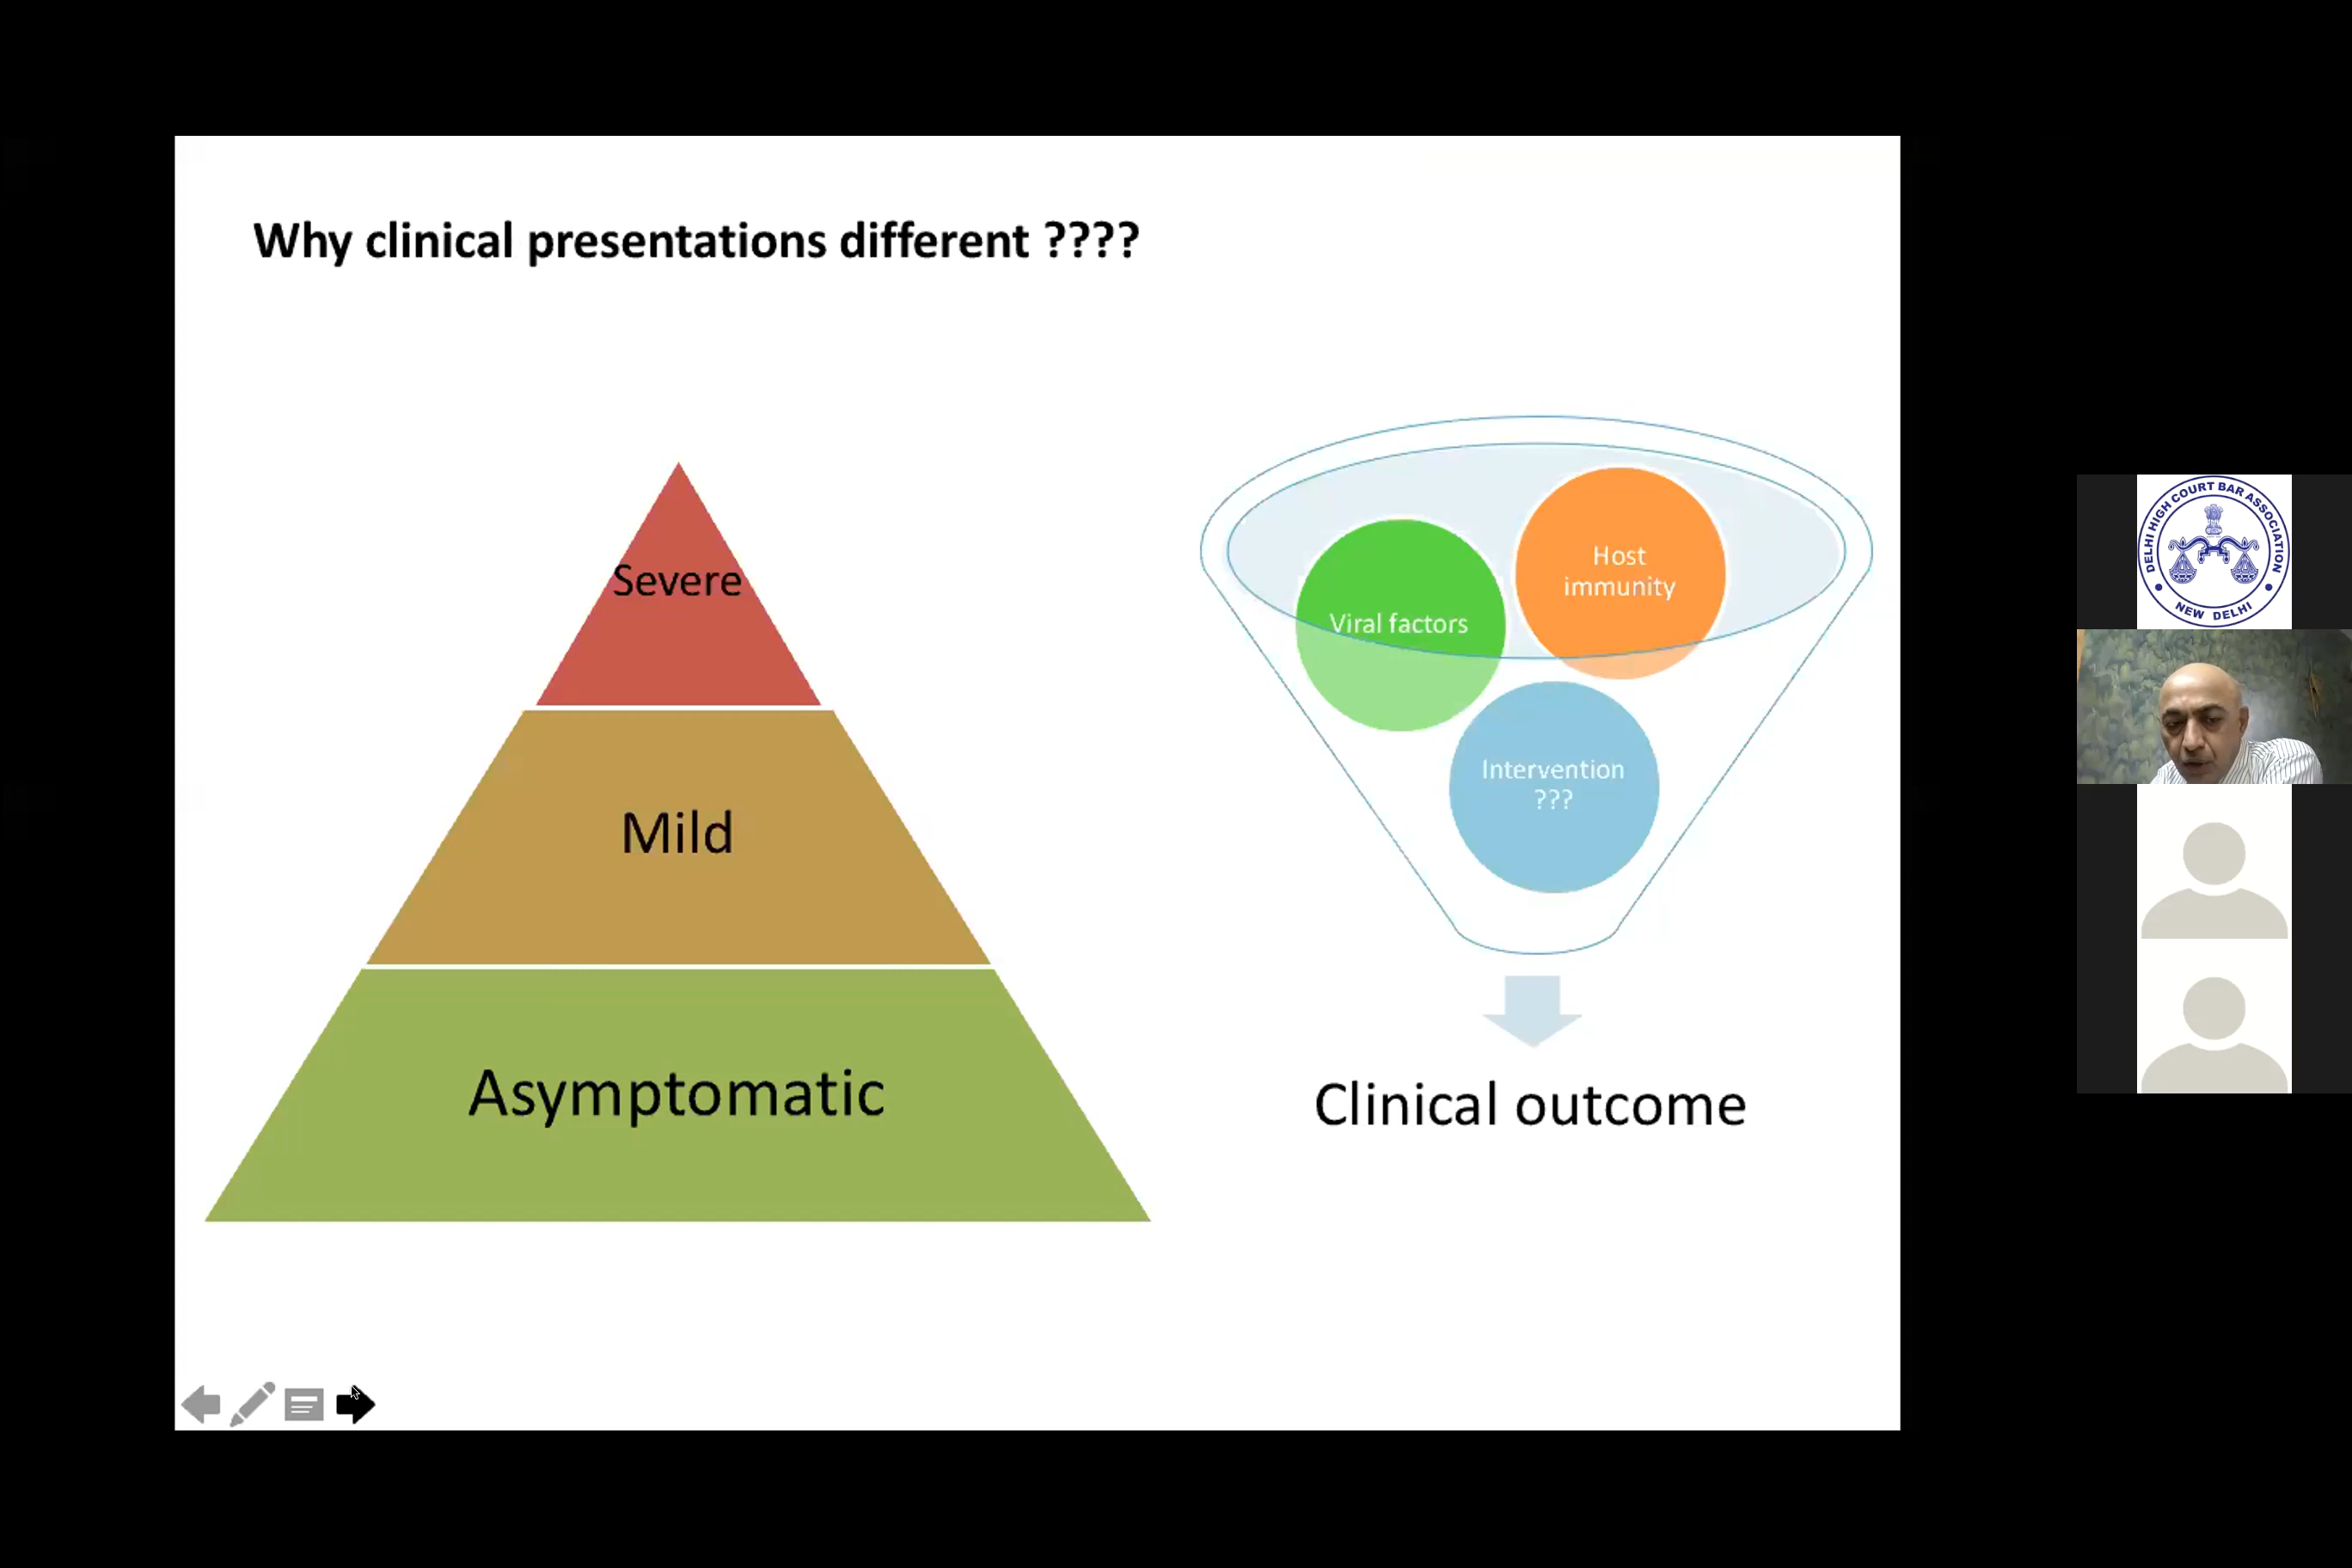 Why clinical presentations different ????
Severe
Mild
Asymptomatic
Viral factors
Host
immunity
Intervention
???
Clinical outcome
DELHI HIGH COURT BAR ASSOCIATION
NEW DELHI